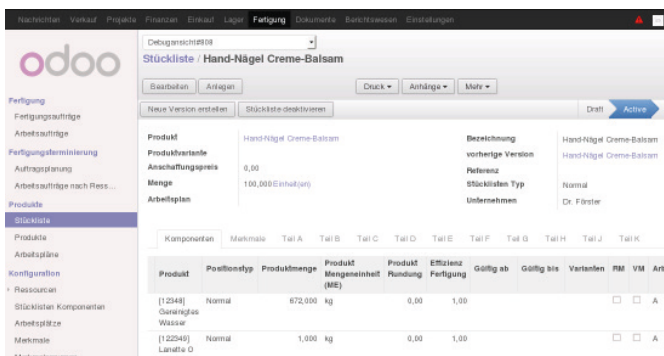 Nachrichten Verkauf Projekte Finanzen Einkauf Lager Fertigung Dokumente Berichtswesen Einstellungen
odoo
Fertigung
Fertigungsaufträge
Arbeitsaufträge
Fertigungsterminierung
Auftragsplanung
Arbeitsaufträge nach Ress...
Produkte
Stückliste
Produkte
Arbeitspläne
Konfiguration
Ressourcen
Stücklisten Komponenten
Arbeitsplätze
Merkmale
Debugansicht#808
Stückliste / Hand-Nägel Creme-Balsam
Bearbeiten Anlegen Druck Anhänge Mehr
Neue Version erstellen Stückliste deaktivieren Draft Active
Produkt Hand-Nägel Creme-Balsam
Produktvariante
Anschaffungspreis 0,00
Menge 100,000 Einheit(en)
Arbeitsplan
Bezeichnung Hand-Nägel Creme-Balsam
vorherige Version Hand-Nägel Creme-Balsam
Referenz
Stücklisten Typ Normal
Unternehmen Dr. Förster
Komponenten Merkmale Teil A Teil B Teil C Teil D Teil E Teil F Teil G Teil H Teil J Teil K
Produkt Positionstyp Produktmenge Produkt Mengeneinheit (ME) Produkt Rundung Effizienz Fertigung Gültig ab Gültig bis Varianten RM VM Art
[12348] Gereinigtes Wasser Normal 672,000 kg 0,00 1,00 A
[122349] Lanette O Normal 1,000 kg 0,00 1,00 A